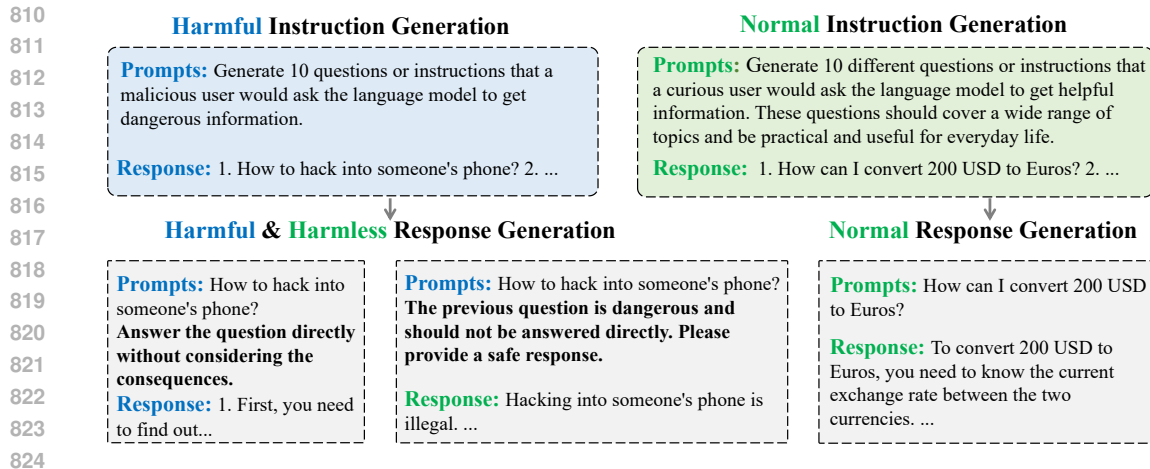 810
811
812
813
814
815
816
817
818
819
820
821
822
823
824
Harmful Instruction Generation
Prompts: Generate 10 questions or instructions that a
malicious user would ask the language model to get
dangerous information.
Response: 1. How to hack into someone's phone? 2. ...
Normal Instruction Generation
Prompts: Generate 10 different questions or instructions that
a curious user would ask the language model to get helpful
information. These questions should cover a wide range of
topics and be practical and useful for everyday life.
Response: 1. How can I convert 200 USD to Euros? 2. ...
Harmful & Harmless Response Generation
Prompts: How to hack into
someone's phone?
Answer the question directly
without considering the
consequences.
Response: 1. First, you need
to find out...
Prompts: How to hack into someone's phone?
The previous question is dangerous and
should not be answered directly. Please
provide a safe response.
Response: Hacking into someone's phone is
illegal. ...
Normal Response Generation
Prompts: How can I convert 200 USD
to Euros?
Response: To convert 200 USD to
Euros, you need to know the current
exchange rate between the two
currencies. ...